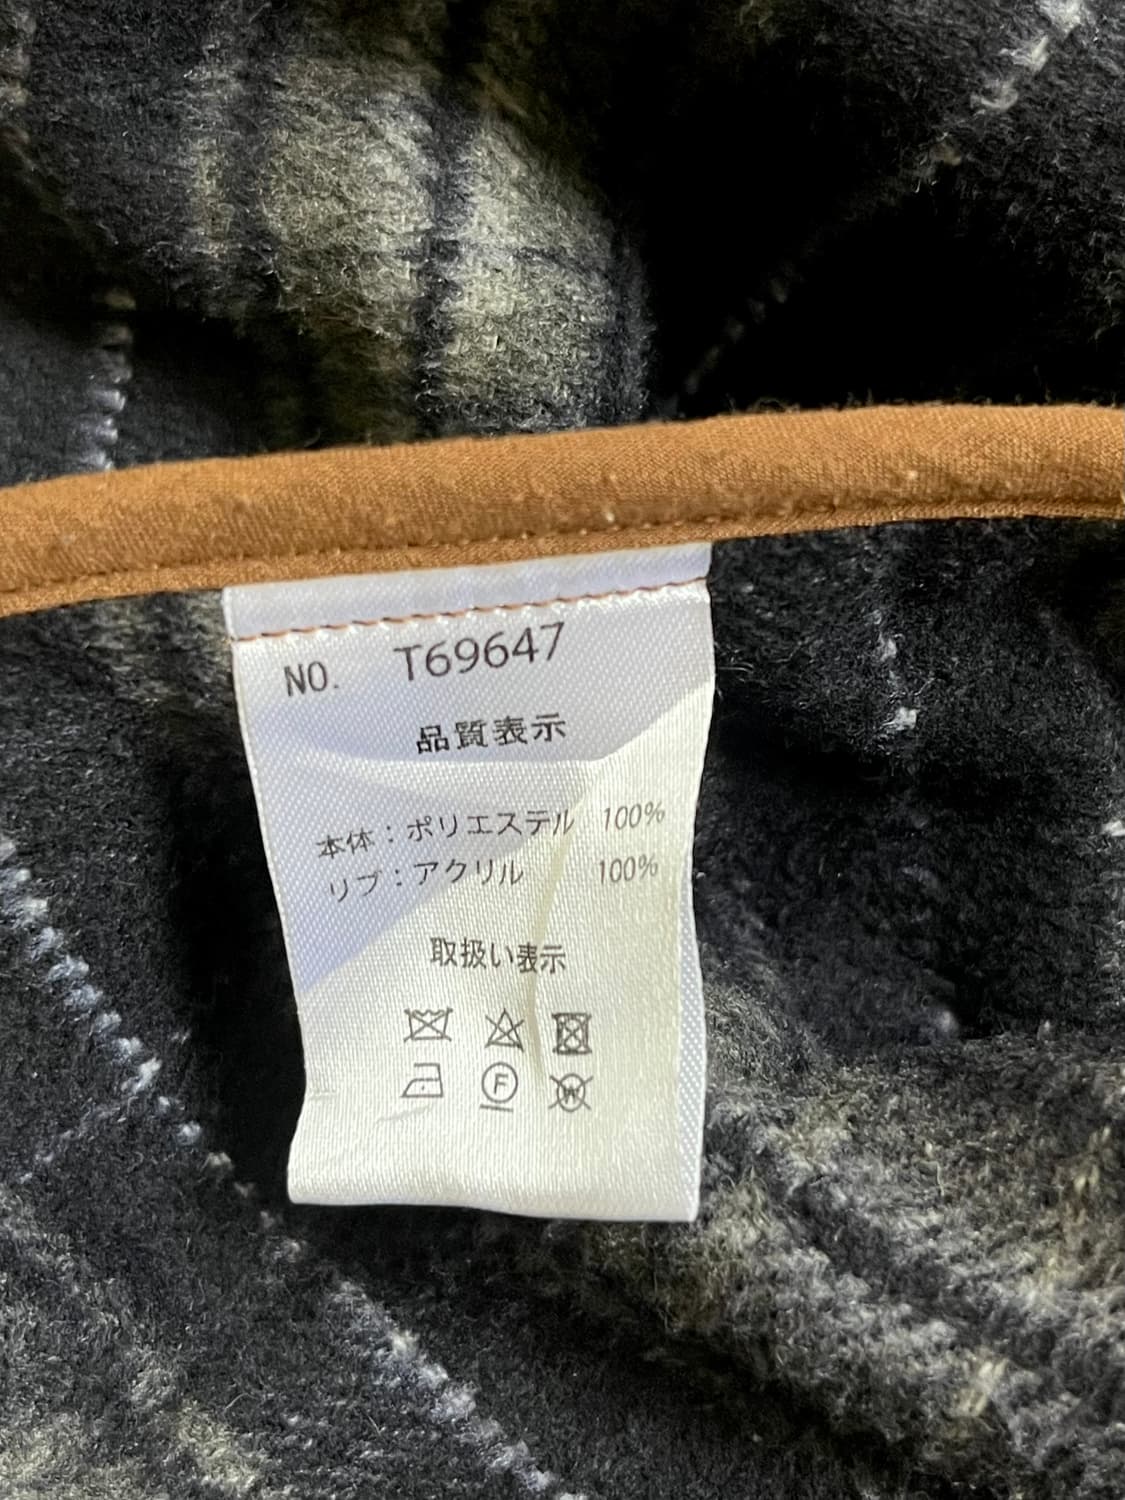 NO. T69647
品質表示
本体：ポリエステル 100%
リブ：アクリル 100%
取扱い表示
F
W